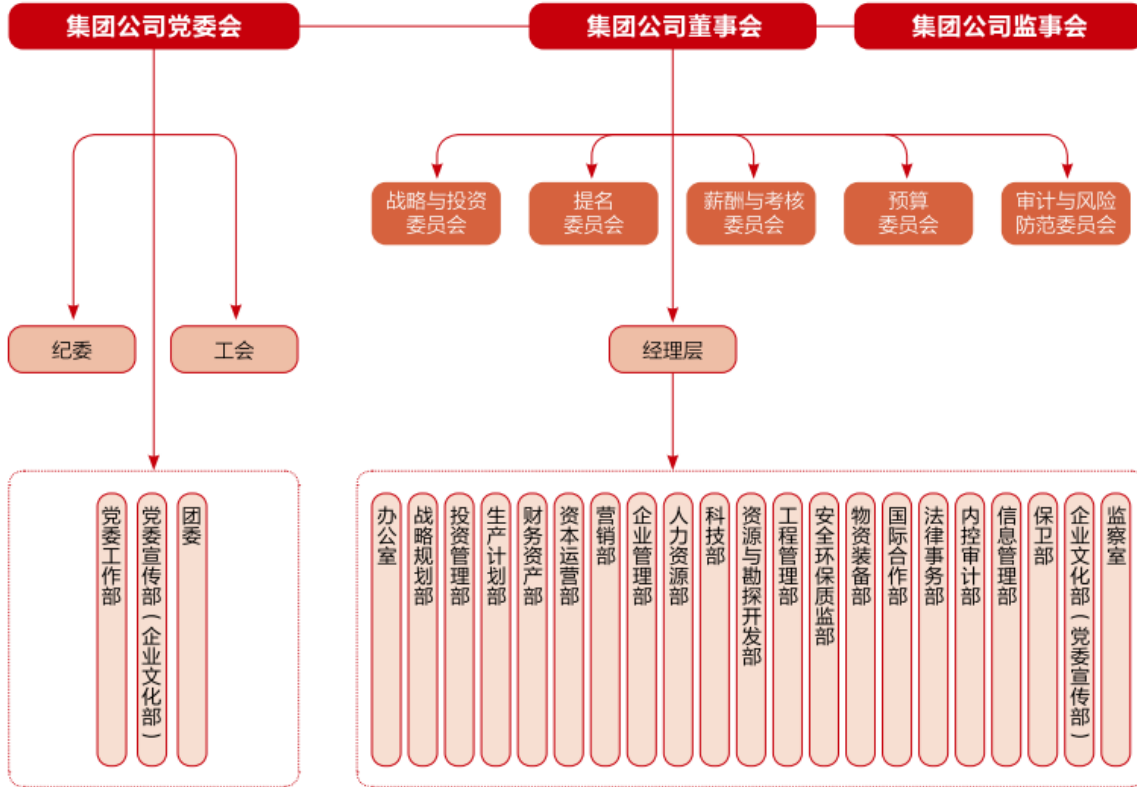 集团公司党委会
集团公司董事会
集团公司监事会
战略与投资
委员会
提名
委员会
薪酬与考核
委员会
预算
委员会
审计与风险
防范委员会
纪委
工会
经理层
党委工作部
党委宣传部(企业文化部)
团委
办公室
战略规划部
投资管理部
生产计划部
财务资产部
资本运营部
营销部
企业管理部
人力资源部
科技部
资源与勘探开发部
工程管理部
安全环保质监部
物资装备部
国际合作部
法律事务部
内控审计部
信息管理部
保卫部
企业文化部(党委宣传部)
监察室